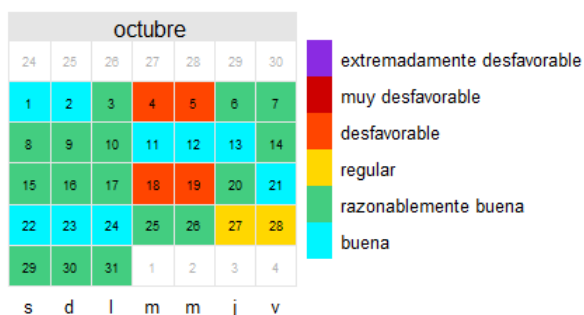 octubre
24 25 26 27 28 29 30
1 2 3 4 5 6 7
8 9 10 11 12 13 14
15 16 17 18 19 20 21
22 23 24 25 26 27 28
29 30 31 1 2 3 4
s d l m m j v
extremadamente desfavorable
muy desfavorable
desfavorable
regular
razonablemente buena
buena